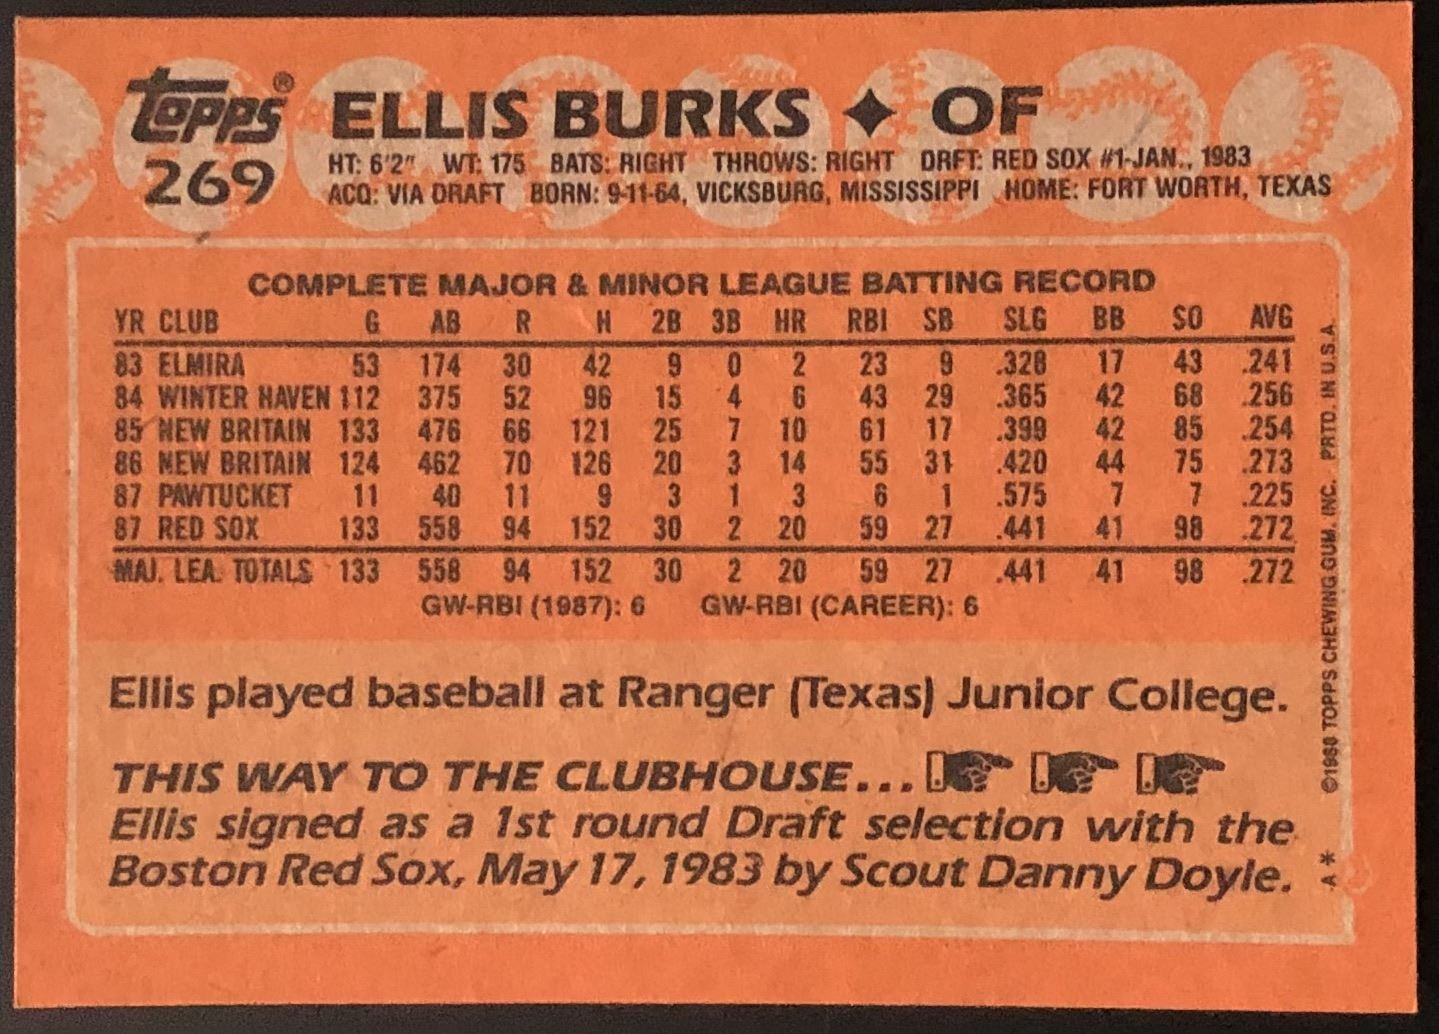 topps® ELLIS BURKS ✦ OF
269 HT: 6'2" WT: 175 BATS: RIGHT THROWS: RIGHT DRFT: RED SOX #1-JAN., 1983
ACQ: VIA DRAFT BORN: 9-11-64, VICKSBURG, MISSISSIPPI HOME: FORT WORTH, TEXAS
COMPLETE MAJOR & MINOR LEAGUE BATTING RECORD
YR CLUB G AB R H 2B 3B HR RBI SB SLG BB SO AVG
83 ELMIRA 53 174 30 42 9 0 2 23 9 .328 17 43 .241
84 WINTER HAVEN 112 375 52 96 15 4 6 43 29 .365 42 68 .256
85 NEW BRITAIN 133 476 66 121 25 7 10 61 17 .399 42 85 .254
86 NEW BRITAIN 124 462 70 126 20 3 14 55 31 .420 44 75 .273
87 PAWTUCKET 11 40 11 9 3 1 3 6 1 .575 7 7 .225
87 RED SOX 133 558 94 152 30 2 20 59 27 .441 41 98 .272
MAJ. LEA. TOTALS 133 558 94 152 30 2 20 59 27 .441 41 98 .272
GW-RBI (1987): 6 GW-RBI (CAREER): 6
Ellis played baseball at Ranger (Texas) Junior College.
THIS WAY TO THE CLUBHOUSE...
Ellis signed as a 1st round Draft selection with the
Boston Red Sox, May 17, 1983 by Scout Danny Doyle.
©1988 TOPPS CHEWING GUM, INC. PRTD. IN U.S.A.
A*